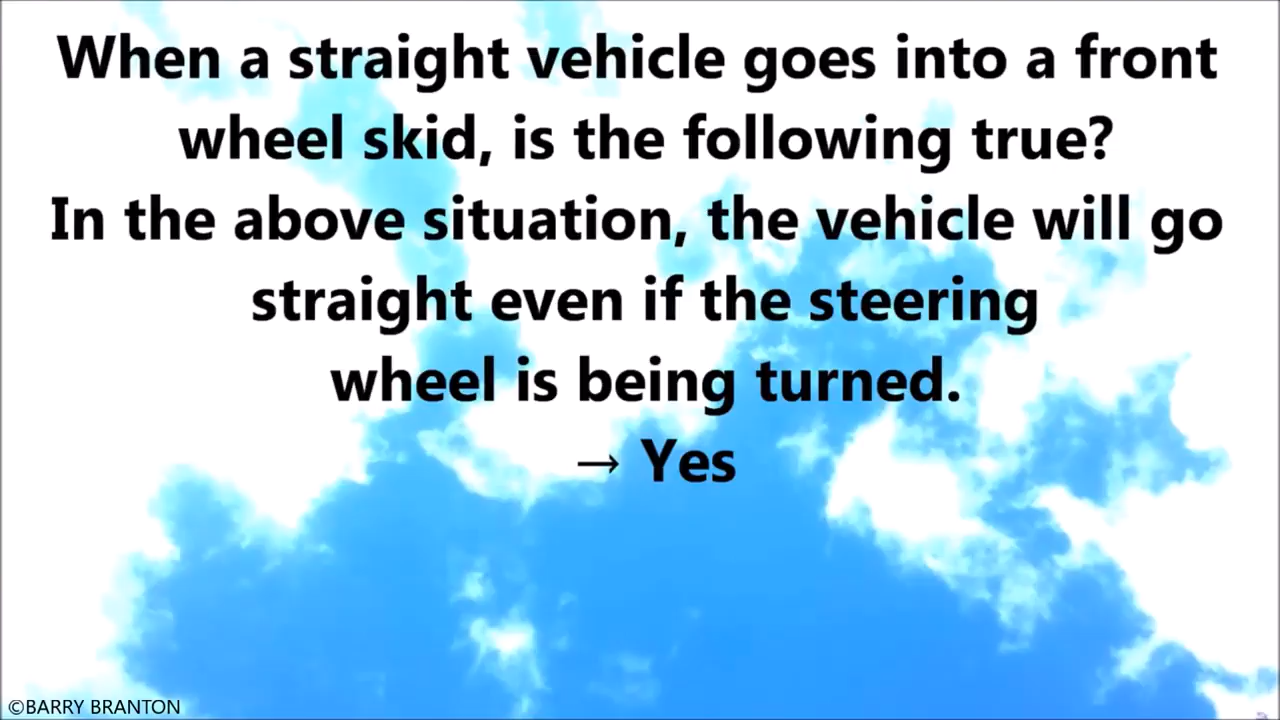 When a straight vehicle goes into a front
wheel skid, is the following true?
In the above situation, the vehicle will go
straight even if the steering
wheel is being turned.
→ Yes
©BARRY BRANTON